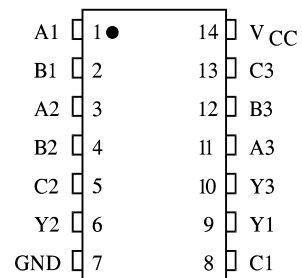 A1 1 14 VCC
B1 2 13 C3
A2 3 12 B3
B2 4 11 A3
C2 5 10 Y3
Y2 6 9 Y1
GND 7 8 C1